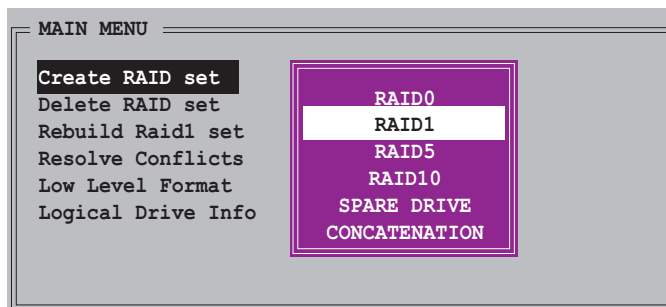 MAIN MENU
Create RAID set
Delete RAID set
Rebuild Raid1 set
Resolve Conflicts
Low Level Format
Logical Drive Info
RAID0
RAID1
RAID5
RAID10
SPARE DRIVE
CONCATENATION